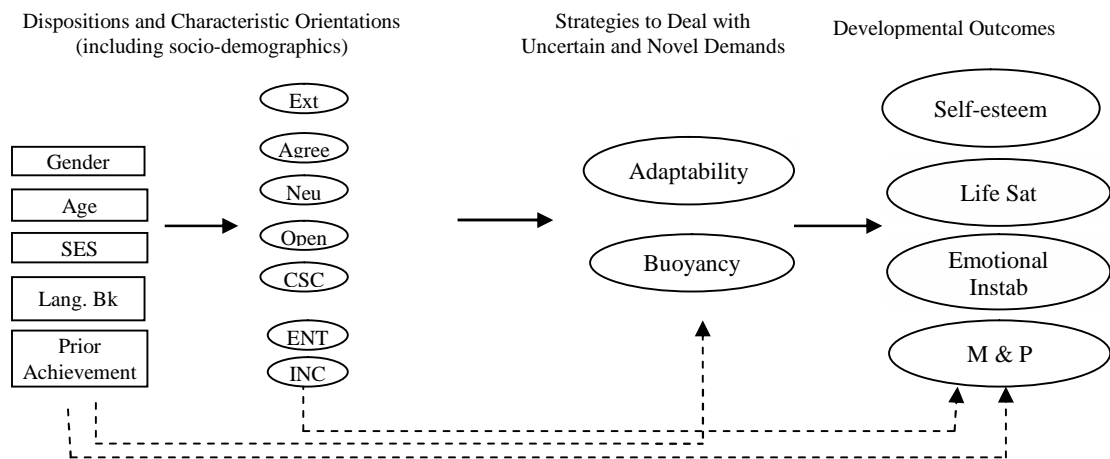 Dispositions and Characteristic Orientations
(including socio-demographics)
Strategies to Deal with
Uncertain and Novel Demands
Developmental Outcomes
Gender
Age
SES
Lang. Bk
Prior
Achievement
Ext
Agree
Neu
Open
CSC
ENT
INC
Adaptability
Buoyancy
Self-esteem
Life Sat
Emotional
Instab
M & P